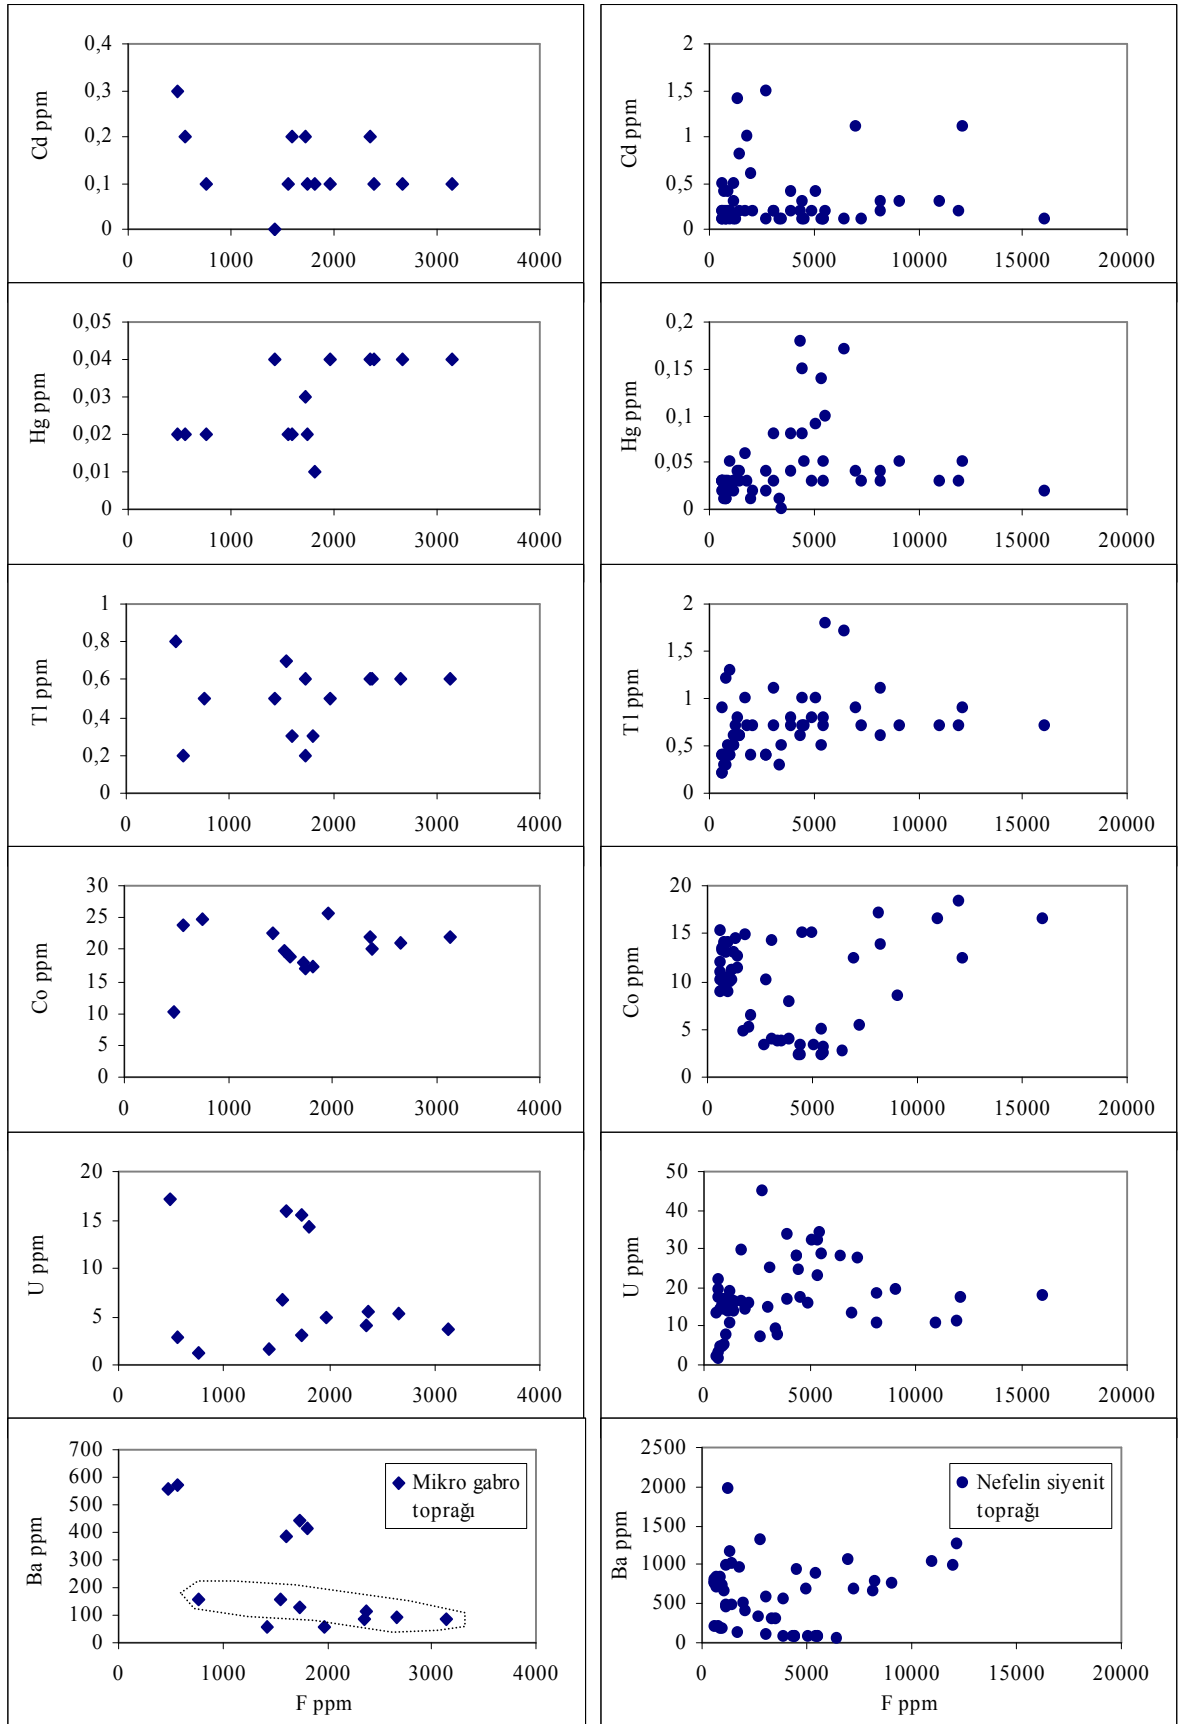 0,4
0,3
0,2
0,1
0
Cd ppm
0 1000 2000 3000 4000
2
1,5
1
0,5
0
Cd ppm
0 5000 10000 15000 20000
0,05
0,04
0,03
0,02
0,01
0
Hg ppm
0 1000 2000 3000 4000
0,2
0,15
0,1
0,05
0
Hg ppm
0 5000 10000 15000 20000
1
0,8
0,6
0,4
0,2
0
Tl ppm
0 1000 2000 3000 4000
2
1,5
1
0,5
0
Tl ppm
0 5000 10000 15000 20000
30
25
20
15
10
5
0
Co ppm
0 1000 2000 3000 4000
20
15
10
5
0
Co ppm
0 5000 10000 15000 20000
20
15
10
5
0
U ppm
0 1000 2000 3000 4000
50
40
30
20
10
0
U ppm
0 5000 10000 15000 20000
700
600
500
400
300
200
100
0
Ba ppm
Mikro gabro
toprağı
0 1000 2000 3000 4000
F ppm
2500
2000
1500
1000
500
0
Ba ppm
Nefelin siyenit
toprağı
0 5000 10000 15000 20000
F ppm